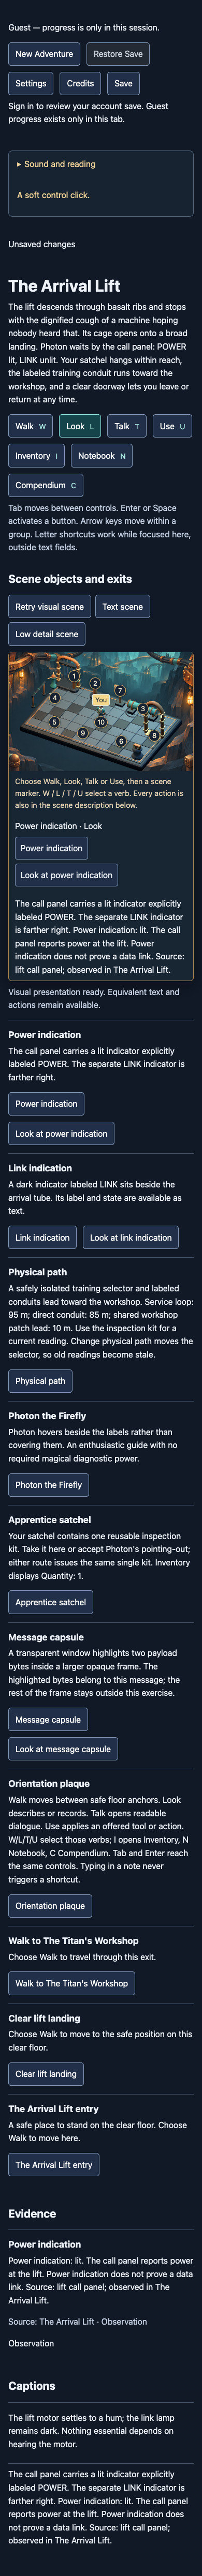 Guest — progress is only in this session.
New Adventure
Restore Save
Settings
Credits
Save
Sign in to review your account save. Guest
progress exists only in this tab.
▸ Sound and reading
A soft control click.
Unsaved changes
The Arrival Lift
The lift descends through basalt ribs and stops
with the dignified cough of a machine hoping
nobody heard that. Its cage opens onto a broad
landing. Photon waits by the call panel: POWER
lit, LINK unlit. Your satchel hangs within reach,
the labeled training conduit runs toward the
workshop, and a clear doorway lets you leave or
return at any time.
Walk W
Look L
Talk T
Use U
Inventory I
Notebook N
Compendium C
Tab moves between controls. Enter or Space
activates a button. Arrow keys move within a
group. Letter shortcuts work while focused here,
outside text fields.
Scene objects and exits
Retry visual scene
Text scene
Low detail scene
1
2
7
4
You
3
5
10
8
9
6
Choose Walk, Look, Talk or Use, then a scene
marker. W / L / T / U select a verb. Every action is
also in the scene description below.
Power indication · Look
Power indication
Look at power indication
The call panel carries a lit indicator explicitly
labeled POWER. The separate LINK indicator is
farther right. Power indication: lit. The call
panel reports power at the lift. Power
indication does not prove a data link. Source:
lift call panel; observed in The Arrival Lift.
Visual presentation ready. Equivalent text and
actions remain available.
Power indication
The call panel carries a lit indicator explicitly
labeled POWER. The separate LINK indicator is
farther right.
Power indication
Look at power indication
Link indication
A dark indicator labeled LINK sits beside the
arrival tube. Its label and state are available as
text.
Link indication
Look at link indication
Physical path
A safely isolated training selector and labeled
conduits lead toward the workshop. Service loop:
95 m; direct conduit: 85 m; shared workshop
patch lead: 10 m. Use the inspection kit for a
current reading. Change physical path moves the
selector, so old readings become stale.
Physical path
Photon the Firefly
Photon hovers beside the labels rather than
covering them. An enthusiastic guide with no
required magical diagnostic power.
Photon the Firefly
Apprentice satchel
Your satchel contains one reusable inspection
kit. Take it here or accept Photon's pointing-out;
either route issues the same single kit. Inventory
displays Quantity: 1.
Apprentice satchel
Message capsule
A transparent window highlights two payload
bytes inside a larger opaque frame. The
highlighted bytes belong to this message; the
rest of the frame stays outside this exercise.
Message capsule
Look at message capsule
Orientation plaque
Walk moves between safe floor anchors. Look
describes or records. Talk opens readable
dialogue. Use applies an offered tool or action.
W/L/T/U select those verbs; I opens Inventory, N
Notebook, C Compendium. Tab and Enter reach
the same controls. Typing in a note never
triggers a shortcut.
Orientation plaque
Walk to The Titan's Workshop
Choose Walk to travel through this exit.
Walk to The Titan's Workshop
Clear lift landing
Choose Walk to move to the safe position on this
clear floor.
Clear lift landing
The Arrival Lift entry
A safe place to stand on the clear floor. Choose
Walk to move here.
The Arrival Lift entry
Evidence
Power indication
Power indication: lit. The call panel reports power
at the lift. Power indication does not prove a data
link. Source: lift call panel; observed in The
Arrival Lift.
Source: The Arrival Lift · Observation
Observation
Captions
The lift motor settles to a hum; the link lamp
remains dark. Nothing essential depends on
hearing the motor.
The call panel carries a lit indicator explicitly
labeled POWER. The separate LINK indicator is
farther right. Power indication: lit. The call panel
reports power at the lift. Power indication does
not prove a data link. Source: lift call panel;
observed in The Arrival Lift.